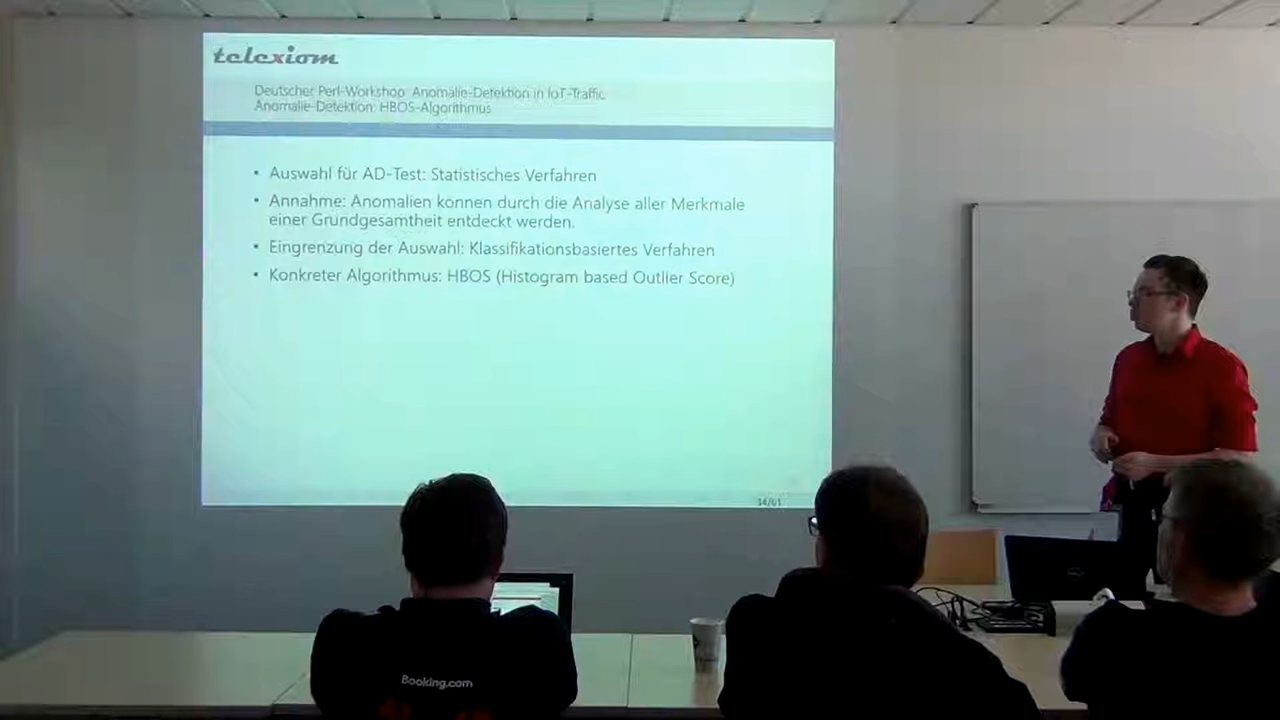 telexiom
Deutscher Perl-Workshop: Anomalie-Detektion in IoT-Traffic
Anomalie-Detektion: HBOS-Algorithmus
• Auswahl für AD-Test: Statistisches Verfahren
• Annahme: Anomalien können durch die Analyse aller Merkmale
einer Grundgesamtheit entdeckt werden.
• Eingrenzung der Auswahl: Klassifikationsbasiertes Verfahren
• Konkreter Algorithmus: HBOS (Histogram based Outlier Score)
Booking.com